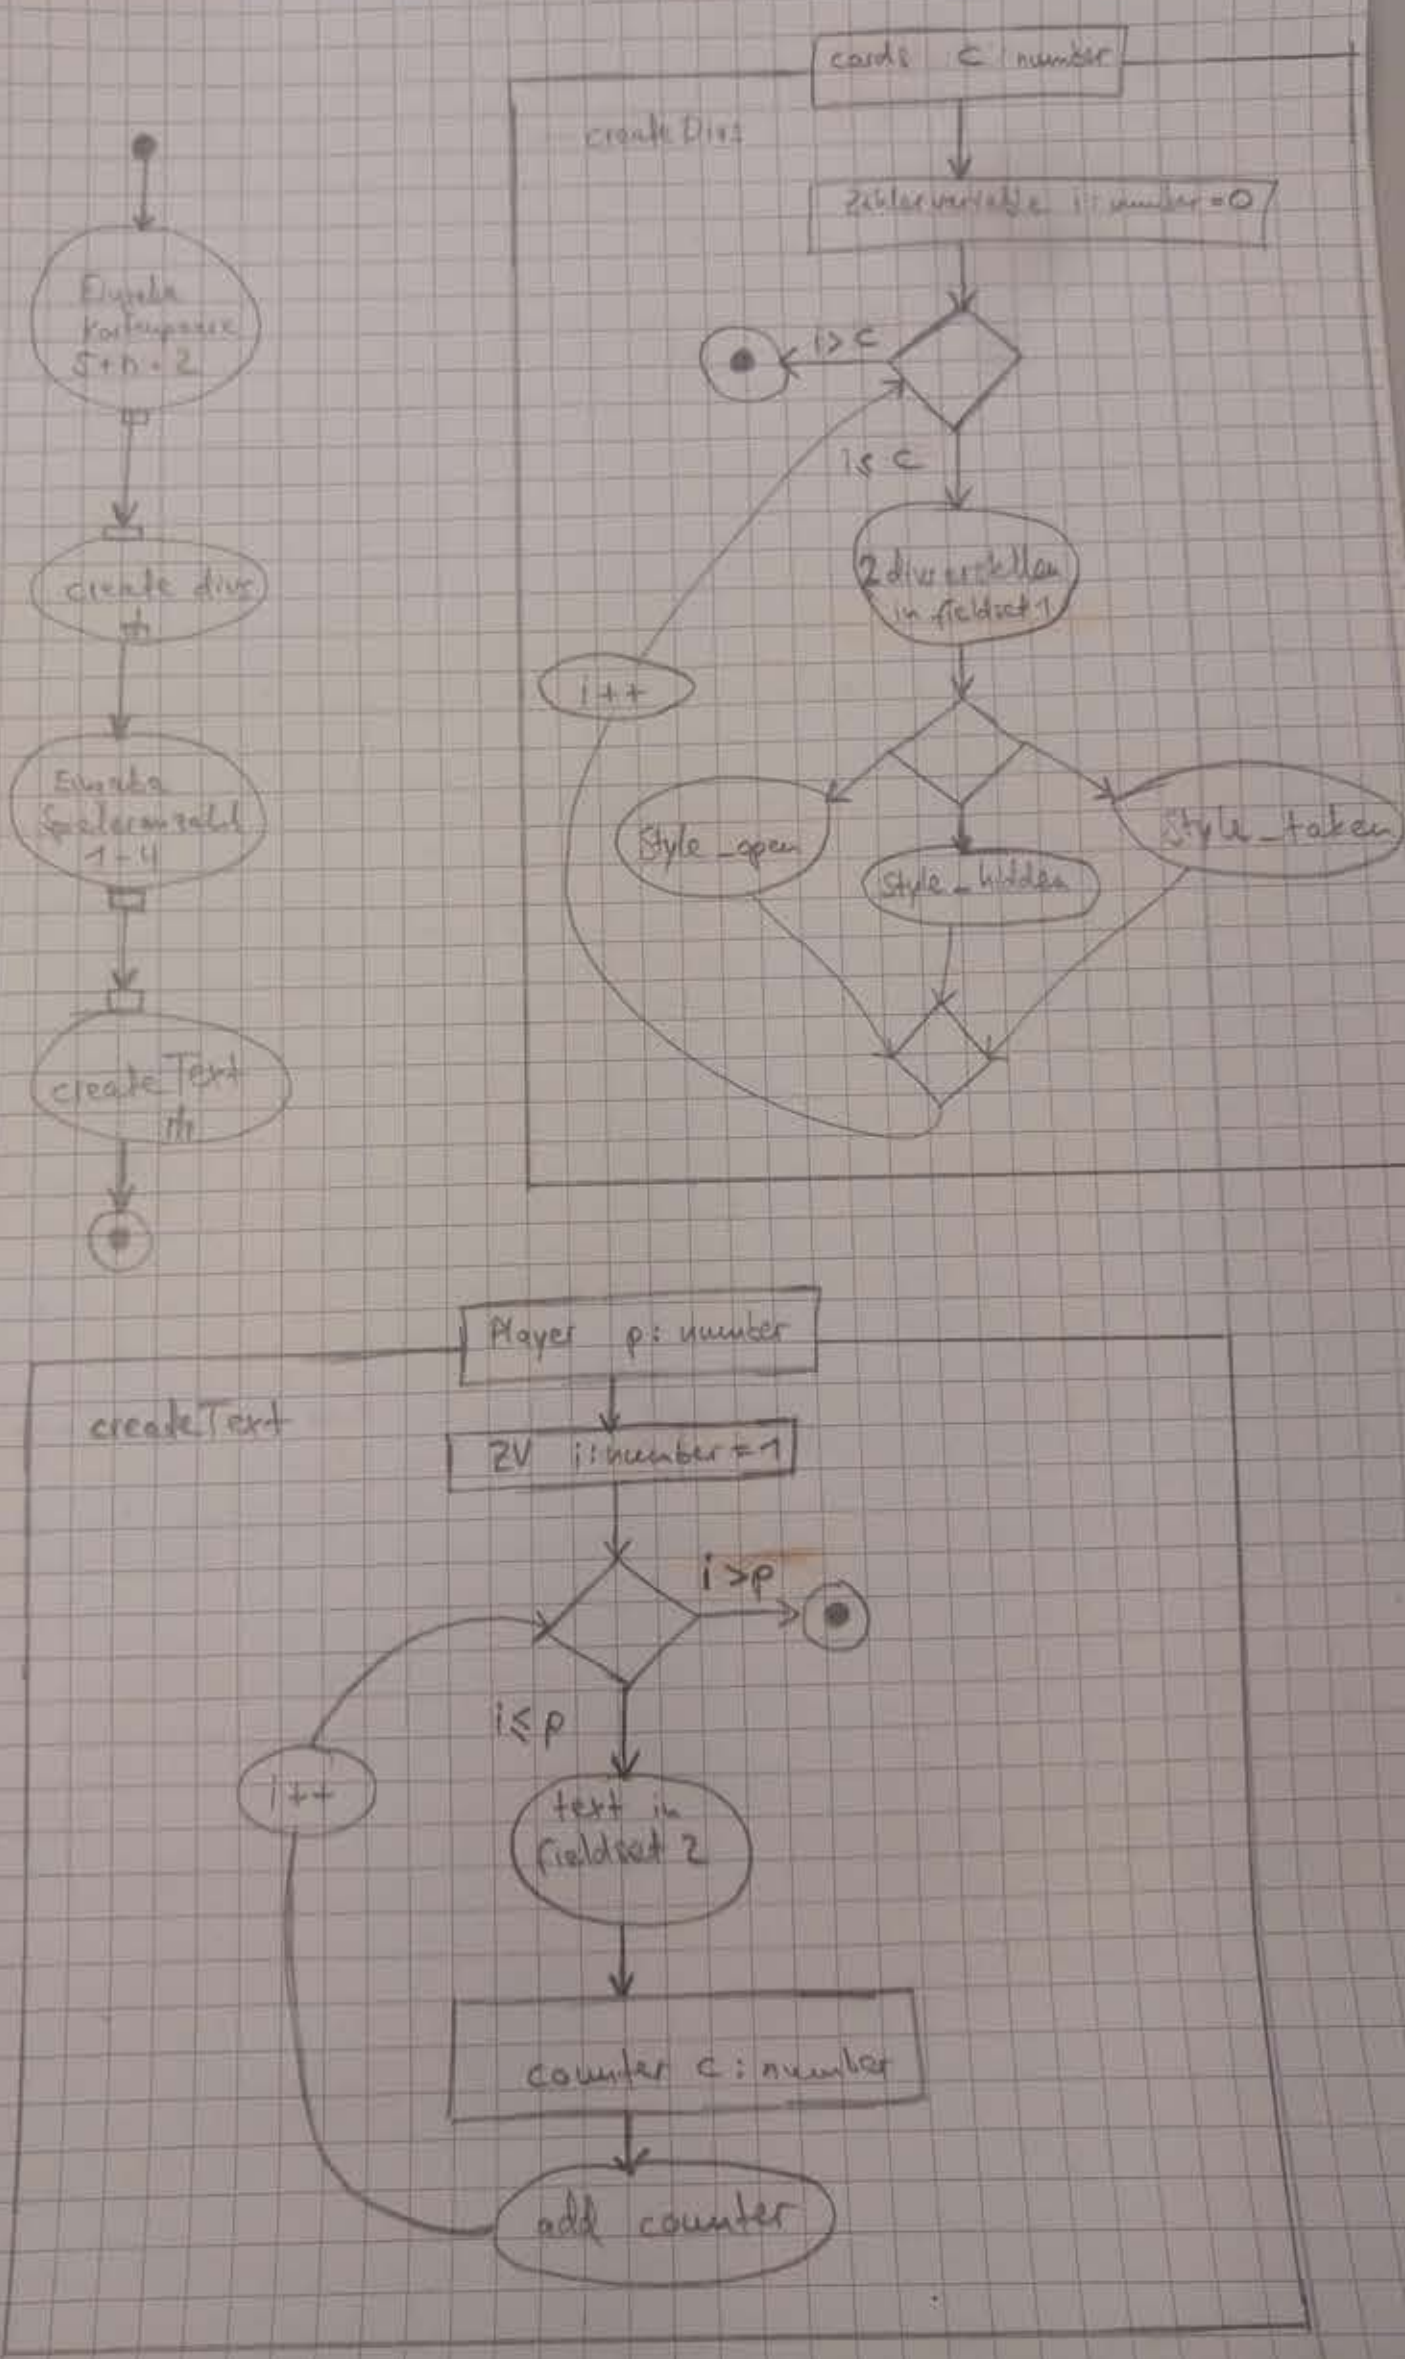 Eingabe
Kartenpaare
5+n·2
create divs
Eingabe
Spieleranzahl
1-4
createText
cards c number
createDivs
Zählervariable i:number=0
i>c
i≤c
2 divs erstellen
in fieldset 1
i++
Style_open
Style_hidden
Style_taken
Player p: number
createText
ZV i:number=1
i>p
i≤p
i++
text in
fieldset 2
counter c: number
add counter